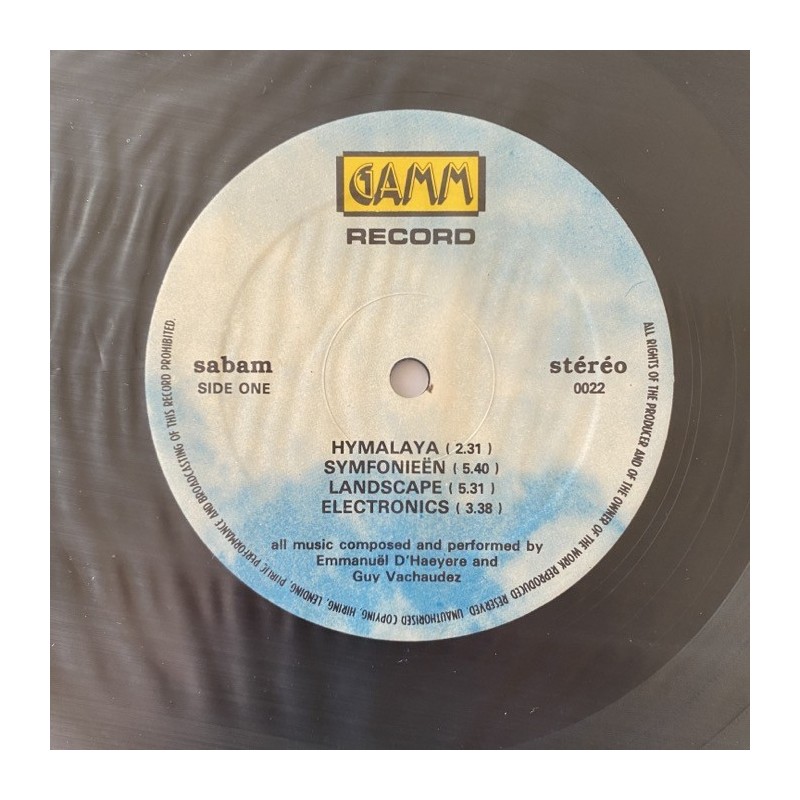 GAMM
RECORD
sabam
SIDE ONE
stéréo
0022
HYMALAYA ( 2.31 )
SYMFONIEËN ( 5.40 )
LANDSCAPE ( 5.31 )
ELECTRONICS ( 3.38 )
all music composed and performed by
Emmanuël D'Haeyere and
Guy Vachaudez
ALL RIGHTS OF THE PRODUCER AND OF THE OWNER OF THE WORK REPRODUCED RESERVED. UNAUTHORISED COPYING, HIRING, LENDING, PUBLIC PERFORMANCE AND BROADCASTING OF THIS RECORD PROHIBITED.